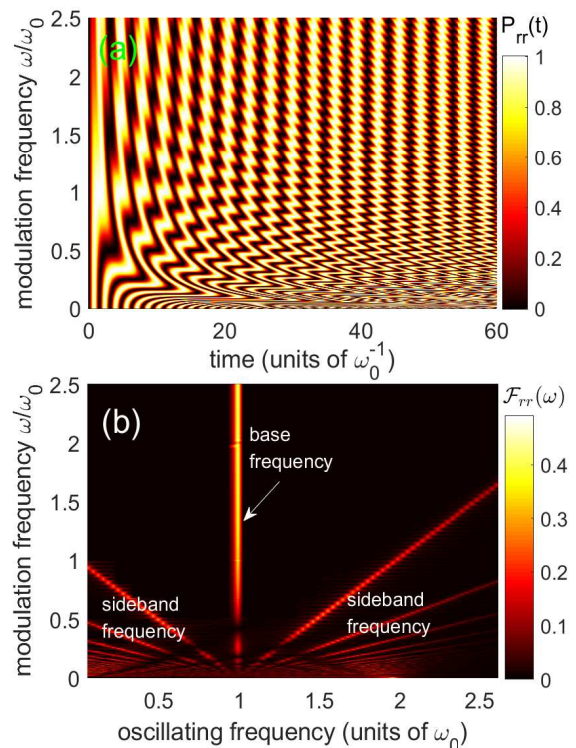 (a)
P_rr(t)
modulation frequency ω/ω_0
2.5
2
1.5
1
0.5
0
0 20 40 60
time (units of ω_0^-1)
1
0.8
0.6
0.4
0.2
0
(b)
ℱ_rr(ω)
modulation frequency ω/ω_0
2.5
2
1.5
1
0.5
0
base
frequency
sideband
frequency
sideband
frequency
0.5 1 1.5 2 2.5
oscillating frequency (units of ω_0)
0.4
0.3
0.2
0.1
0